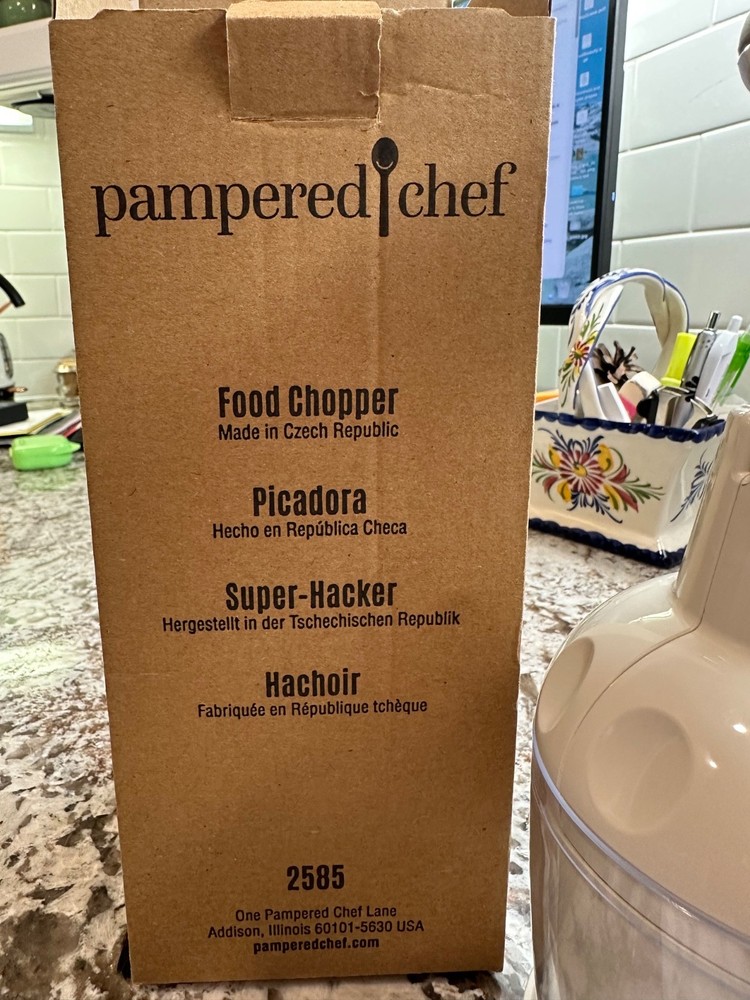 pampered chef
Food Chopper
Made in Czech Republic
Picadora
Hecho en República Checa
Super-Hacker
Hergestellt in der Tschechischen Republik
Hachoir
Fabriquée en République tchèque
2585
One Pampered Chef Lane
Addison, Illinois 60101-5630 USA
pamperedchef.com